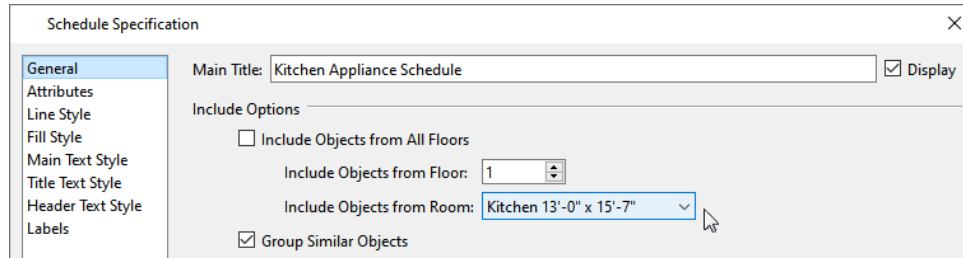 Schedule Specification
General
Attributes
Line Style
Fill Style
Main Text Style
Title Text Style
Header Text Style
Labels
Main Title: Kitchen Appliance Schedule Display
Include Options
Include Objects from All Floors
Include Objects from Floor: 1
Include Objects from Room: Kitchen 13'-0" x 15'-7"
Group Similar Objects